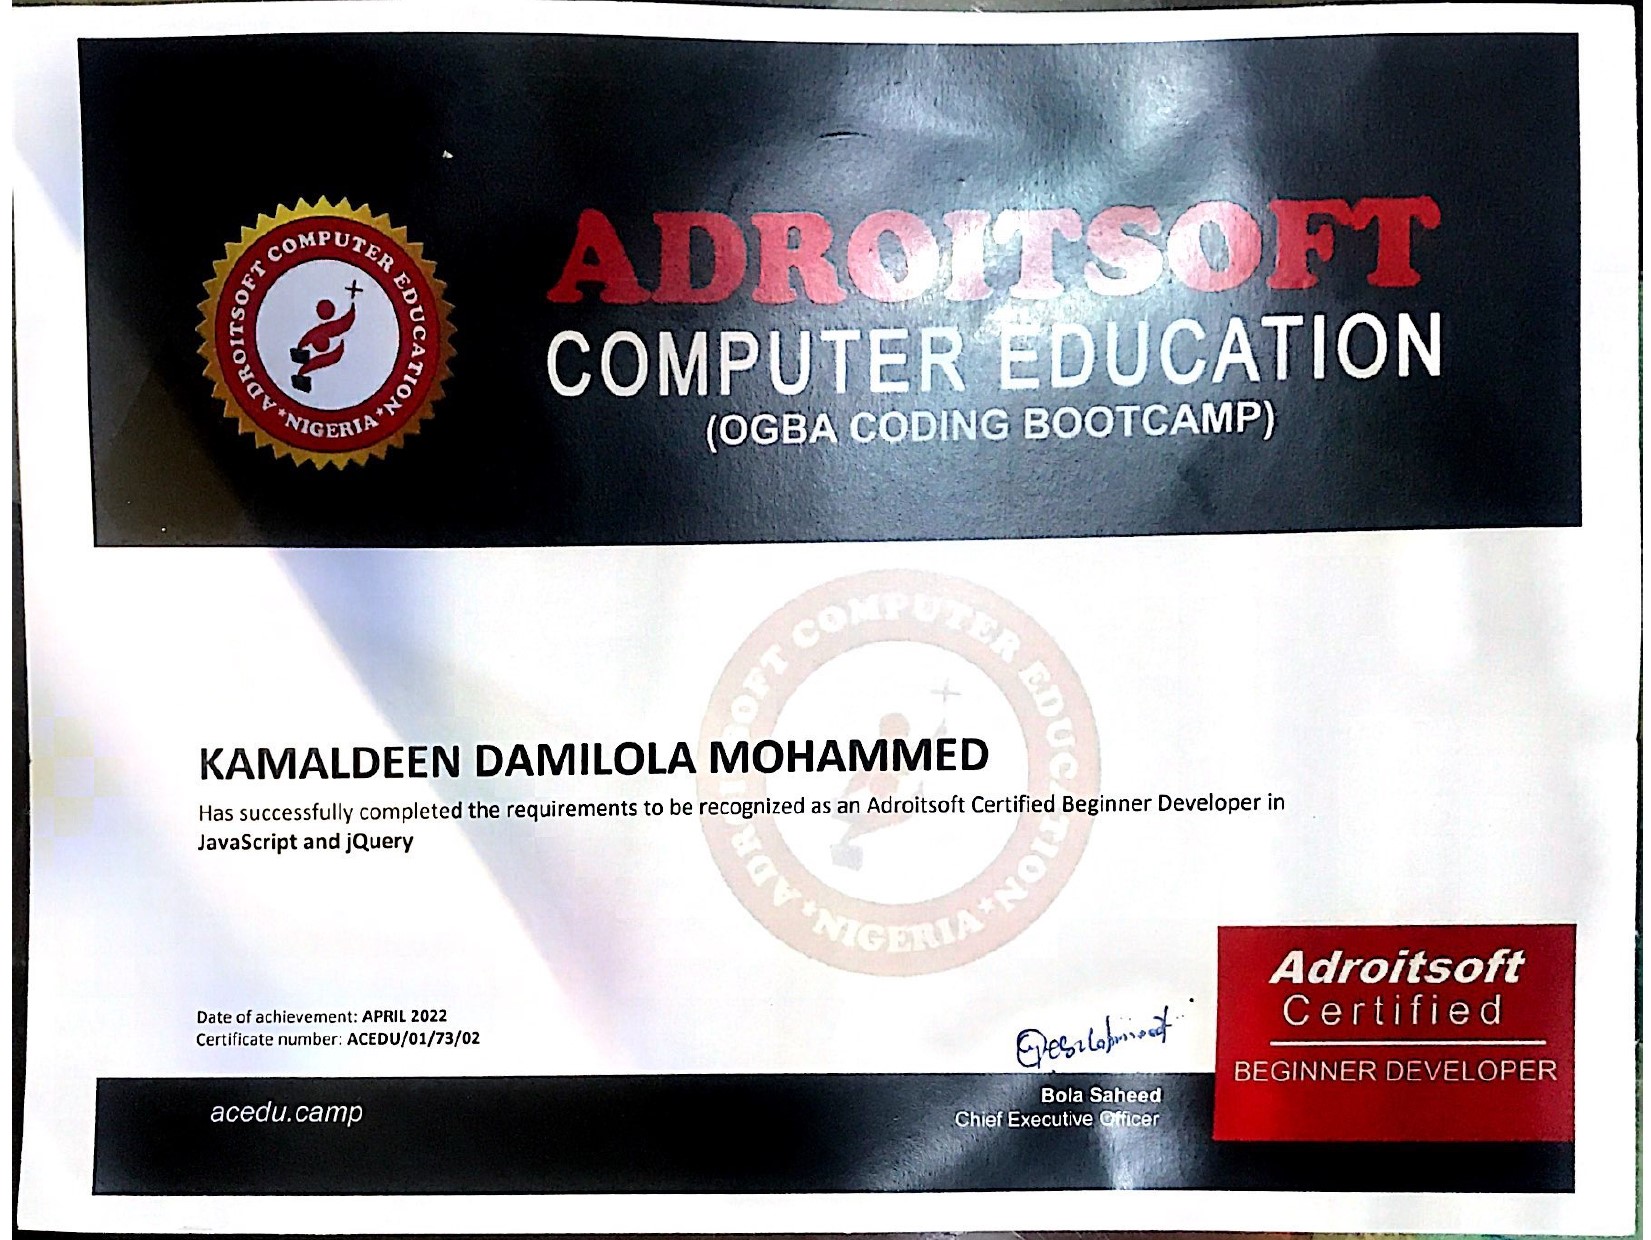 ADROITSOFT COMPUTER EDUCATION
*NIGERIA*
ADROITSOFT
COMPUTER EDUCATION
(OGBA CODING BOOTCAMP)
ADROITSOFT COMPUTER EDUCATION
*NIGERIA*
KAMALDEEN DAMILOLA MOHAMMED
Has successfully completed the requirements to be recognized as an Adroitsoft Certified Beginner Developer in
JavaScript and jQuery
Date of achievement: APRIL 2022
Certificate number: ACEDU/01/73/02
Adroitsoft
Certified
BEGINNER DEVELOPER
acedu.camp
Bola Saheed
Chief Executive Officer